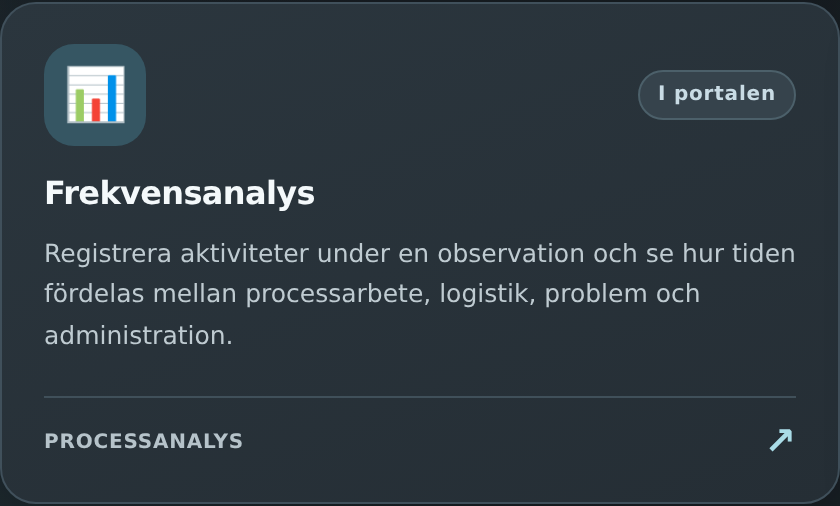 I portalen
Frekvensanalys
Registrera aktiviteter under en observation och se hur tiden
fördelas mellan processarbete, logistik, problem och
administration.
PROCESSANALYS